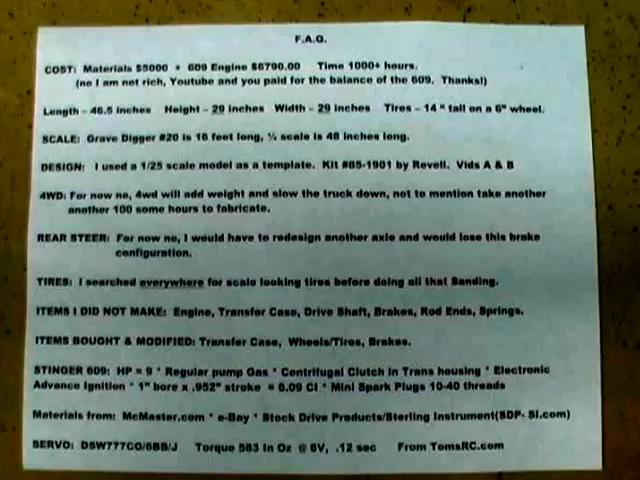 F.A.Q.
COST: Materials $5000 + 609 Engine $6790.00 Time 1000+ hours.
(no I am not rich, Youtube and you paid for the balance of the 609. Thanks!)
Length - 46.5 inches Height - 29 inches Width - 29 inches Tires - 14 " tall on a 6" wheel.
SCALE: Grave Digger #20 is 16 feet long, ¼ scale is 48 inches long.
DESIGN: I used a 1/25 scale model as a template. Kit #85-1901 by Revell. Vids A & B
4WD: For now no, 4wd will add weight and slow the truck down, not to mention take another
another 100 some hours to fabricate.
REAR STEER: For now no, I would have to redesign another axle and would lose this brake
configuration.
TIRES: I searched everywhere for scale looking tires before doing all that Sanding.
ITEMS I DID NOT MAKE: Engine, Transfer Case, Drive Shaft, Brakes, Rod Ends, Springs.
ITEMS BOUGHT & MODIFIED: Transfer Case, Wheels/Tires, Brakes.
STINGER 609: HP = 9 * Regular pump Gas * Centrifugal Clutch in Trans housing * Electronic
Advance Ignition * 1" bore x .952" stroke = 6.09 CI * Mini Spark Plugs 10-40 threads
Materials from: McMaster.com * e-Bay * Stock Drive Products/Sterling Instrument(SDP- SI.com)
SERVO: DSW777CG/6BB/J Torque 583 In Oz @ 6V, .12 sec From TomsRC.com